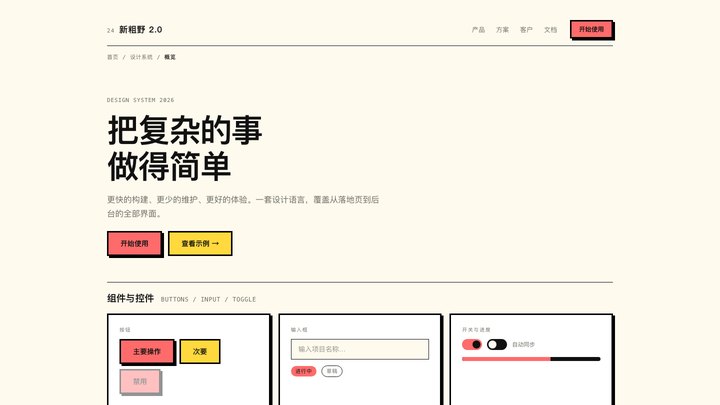 24 新粗野 2.0
产品 方案 客户 文档 开始使用
首页 / 设计系统 / 概览
DESIGN SYSTEM 2026
把复杂的事
做得简单
更快的构建、更少的维护、更好的体验。一套设计语言，覆盖从落地页到后
台的全部界面。
开始使用 查看示例 →
组件与控件 BUTTONS / INPUT / TOGGLE
按钮
主要操作 次要
禁用
输入框
输入项目名称...
进行中 草稿
开关与进度
自动同步